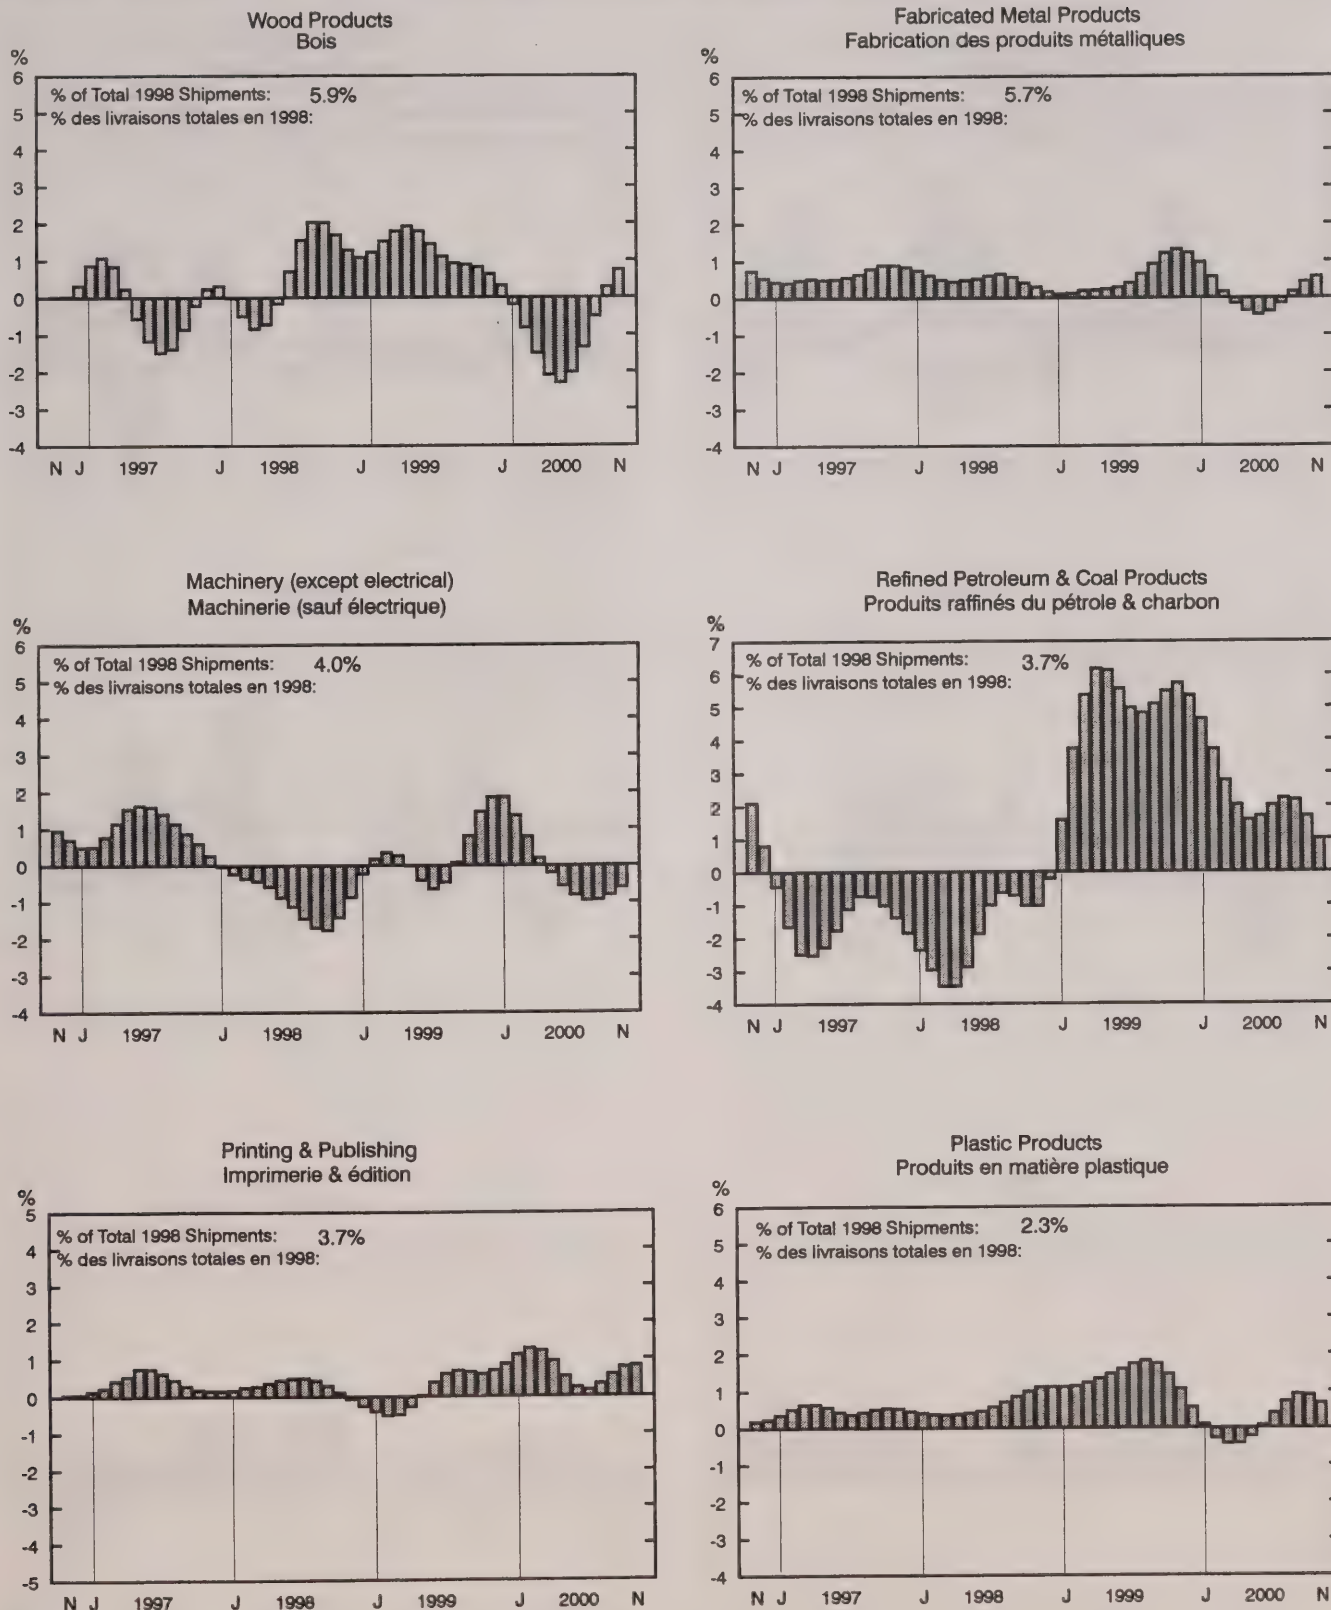 Wood Products
Bois
%
6
% of Total 1998 Shipments: 5.9%
5
% des livraisons totales en 1998:
4
3
2
1
0
-1
-2
-3
-4
N J 1997 J 1998 J 1999 J 2000 N
Fabricated Metal Products
Fabrication des produits métalliques
%
6
% of Total 1998 Shipments: 5.7%
5
% des livraisons totales en 1998:
4
3
2
1
0
-1
-2
-3
-4
N J 1997 J 1998 J 1999 J 2000 N
Machinery (except electrical)
Machinerie (sauf électrique)
%
6
% of Total 1998 Shipments: 4.0%
% des livraisons totales en 1998:
5
4
3
2
1
0
-1
-2
-3
-4
N J 1997 J 1998 J 1999 J 2000 N
Refined Petroleum & Coal Products
Produits raffinés du pétrole & charbon
%
7
% of Total 1998 Shipments: 3.7%
6
% des livraisons totales en 1998:
5
4
3
2
1
0
-1
-2
-3
-4
N J 1997 J 1998 J 1999 J 2000 N
Printing & Publishing
Imprimerie & édition
%
5
% of Total 1998 Shipments: 3.7%
4
% des livraisons totales en 1998:
3
2
1
0
-1
-2
-3
-4
-5
N J 1997 J 1998 J 1999 J 2000 N
Plastic Products
Produits en matière plastique
%
6
% of Total 1998 Shipments: 2.3%
5
% des livraisons totales en 1998:
4
3
2
1
0
-1
-2
-3
-4
N J 1997 J 1998 J 1999 J 2000 N